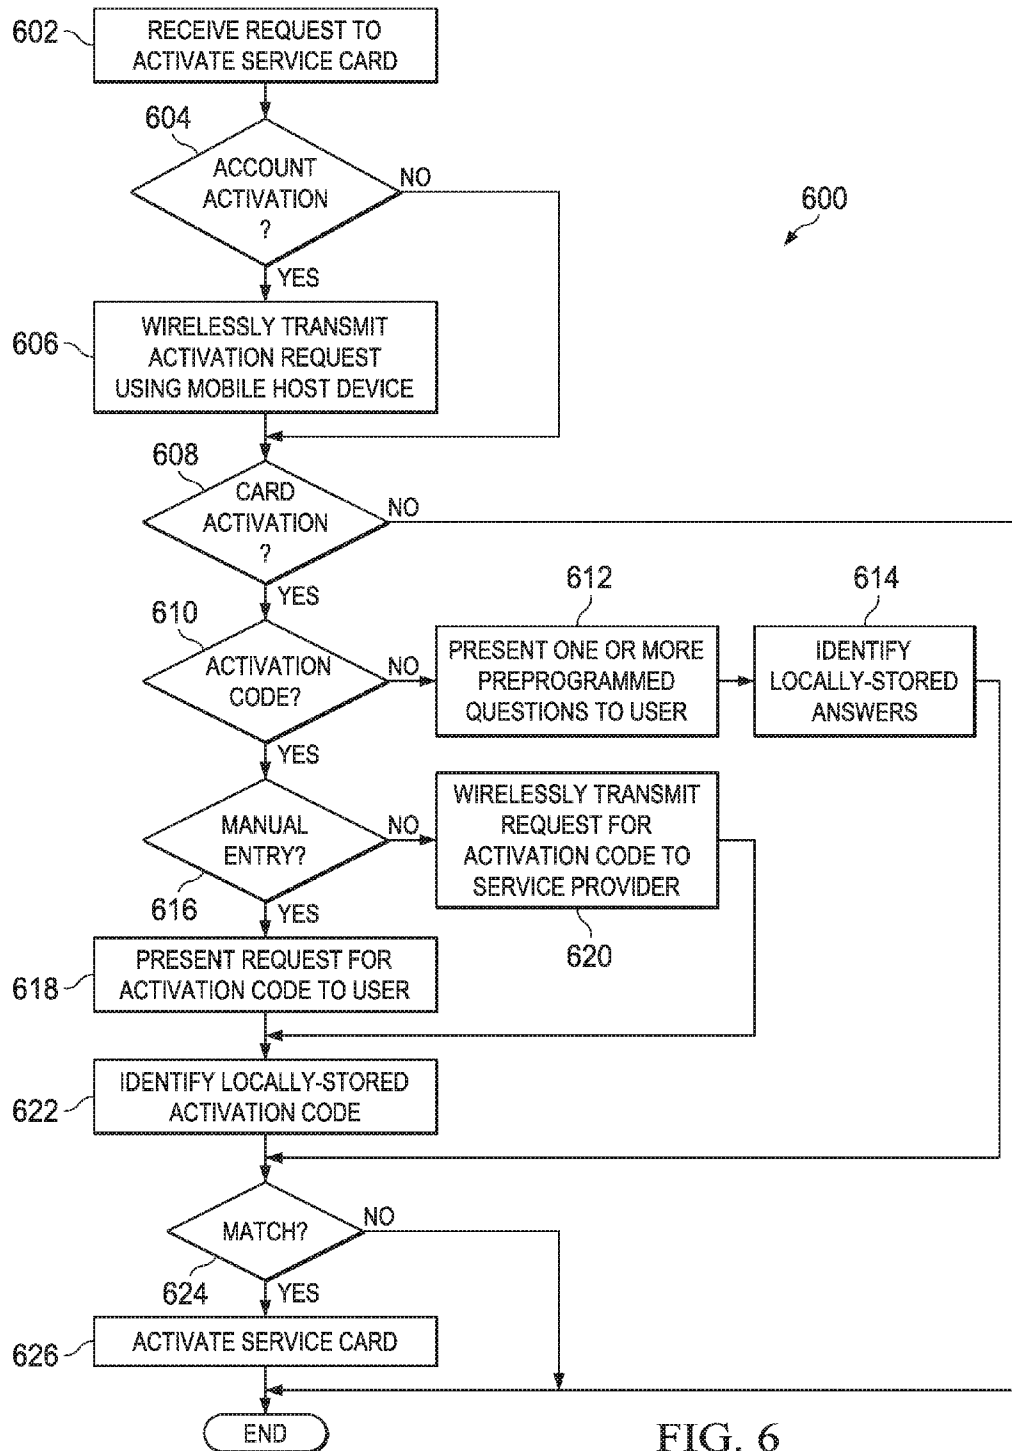 602
RECEIVE REQUEST TO
ACTIVATE SERVICE CARD
604
ACCOUNT
ACTIVATION
?
NO
YES
600
606
WIRELESSLY TRANSMIT
ACTIVATION REQUEST
USING MOBILE HOST DEVICE
608
CARD
ACTIVATION
?
NO
YES
610
ACTIVATION
CODE?
NO
YES
612
PRESENT ONE OR MORE
PREPROGRAMMED
QUESTIONS TO USER
614
IDENTIFY
LOCALLY-STORED
ANSWERS
MANUAL
ENTRY?
616
NO
YES
WIRELESSLY TRANSMIT
REQUEST FOR
ACTIVATION CODE TO
SERVICE PROVIDER
620
618
PRESENT REQUEST FOR
ACTIVATION CODE TO USER
622
IDENTIFY LOCALLY-STORED
ACTIVATION CODE
MATCH?
624
NO
YES
626
ACTIVATE SERVICE CARD
END
FIG. 6